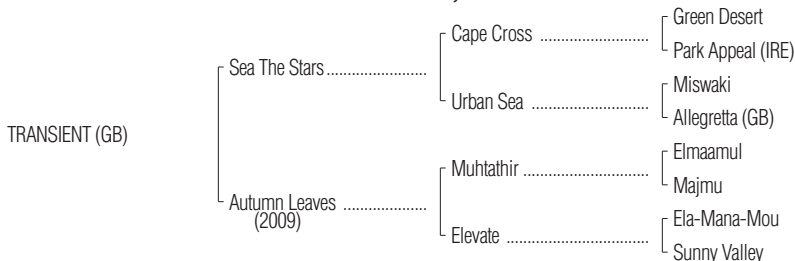 Green Desert
Cape Cross ...........................
Park Appeal (IRE)
Sea The Stars .........................
Miswaki
Urban Sea .............................
Allegretta (GB)
TRANSIENT (GB)
Elmaamul
Muhtathir ...............................
Majmu
Autumn Leaves ....................
(2009)
Ela-Mana-Mou
Elevate ...................................
Sunny Valley